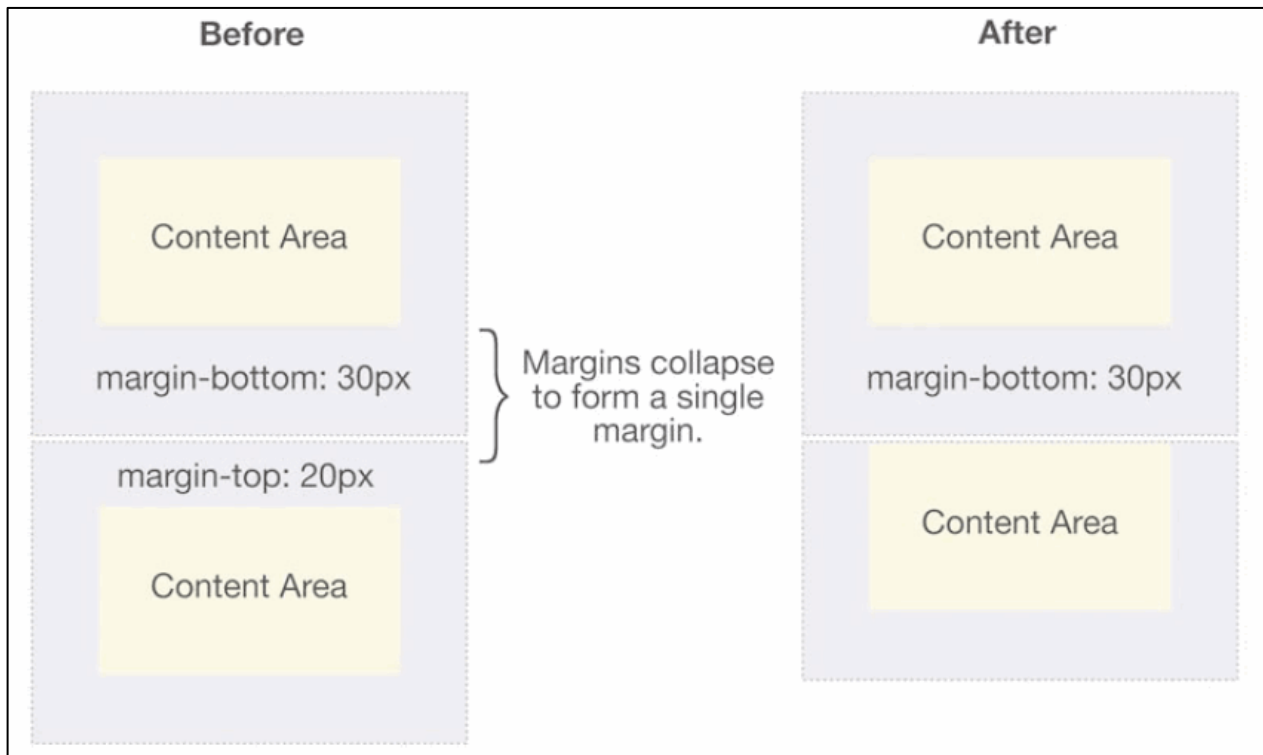 Before
After
Content Area
Content Area
margin-bottom: 30px
Margins collapse
to form a single
margin.
margin-bottom: 30px
margin-top: 20px
Content Area
Content Area